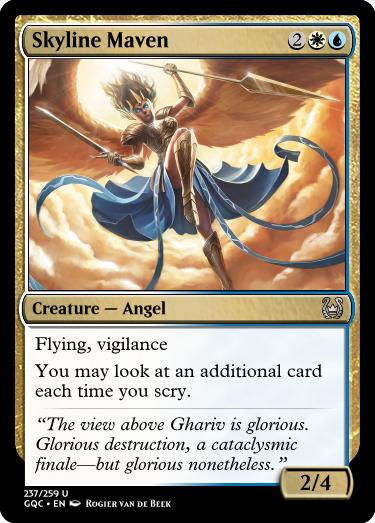 Skyline Maven 2
Creature — Angel
Flying, vigilance
You may look at an additional card
each time you scry.
“The view above Ghariv is glorious.
Glorious destruction, a cataclysmic
finale—but glorious nonetheless.”
2/4
237/259 U
GQC • EN Rogier van de Beek